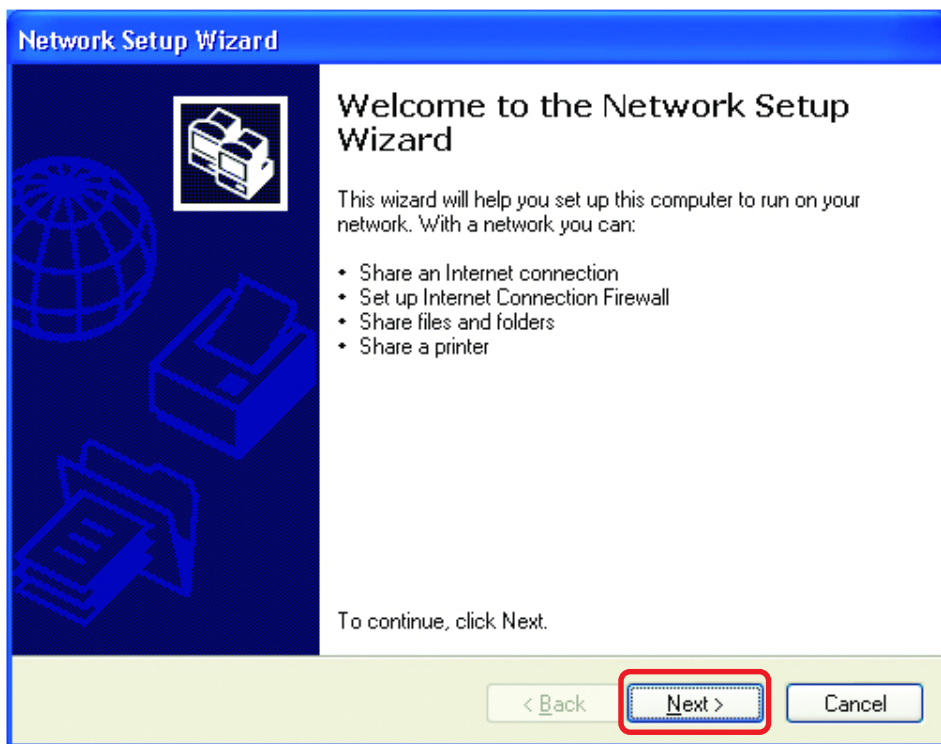 Network Setup Wizard
Welcome to the Network Setup
Wizard
This wizard will help you set up this computer to run on your
network. With a network you can:
• Share an Internet connection
• Set up Internet Connection Firewall
• Share files and folders
• Share a printer
To continue, click Next.
< Back Next > Cancel